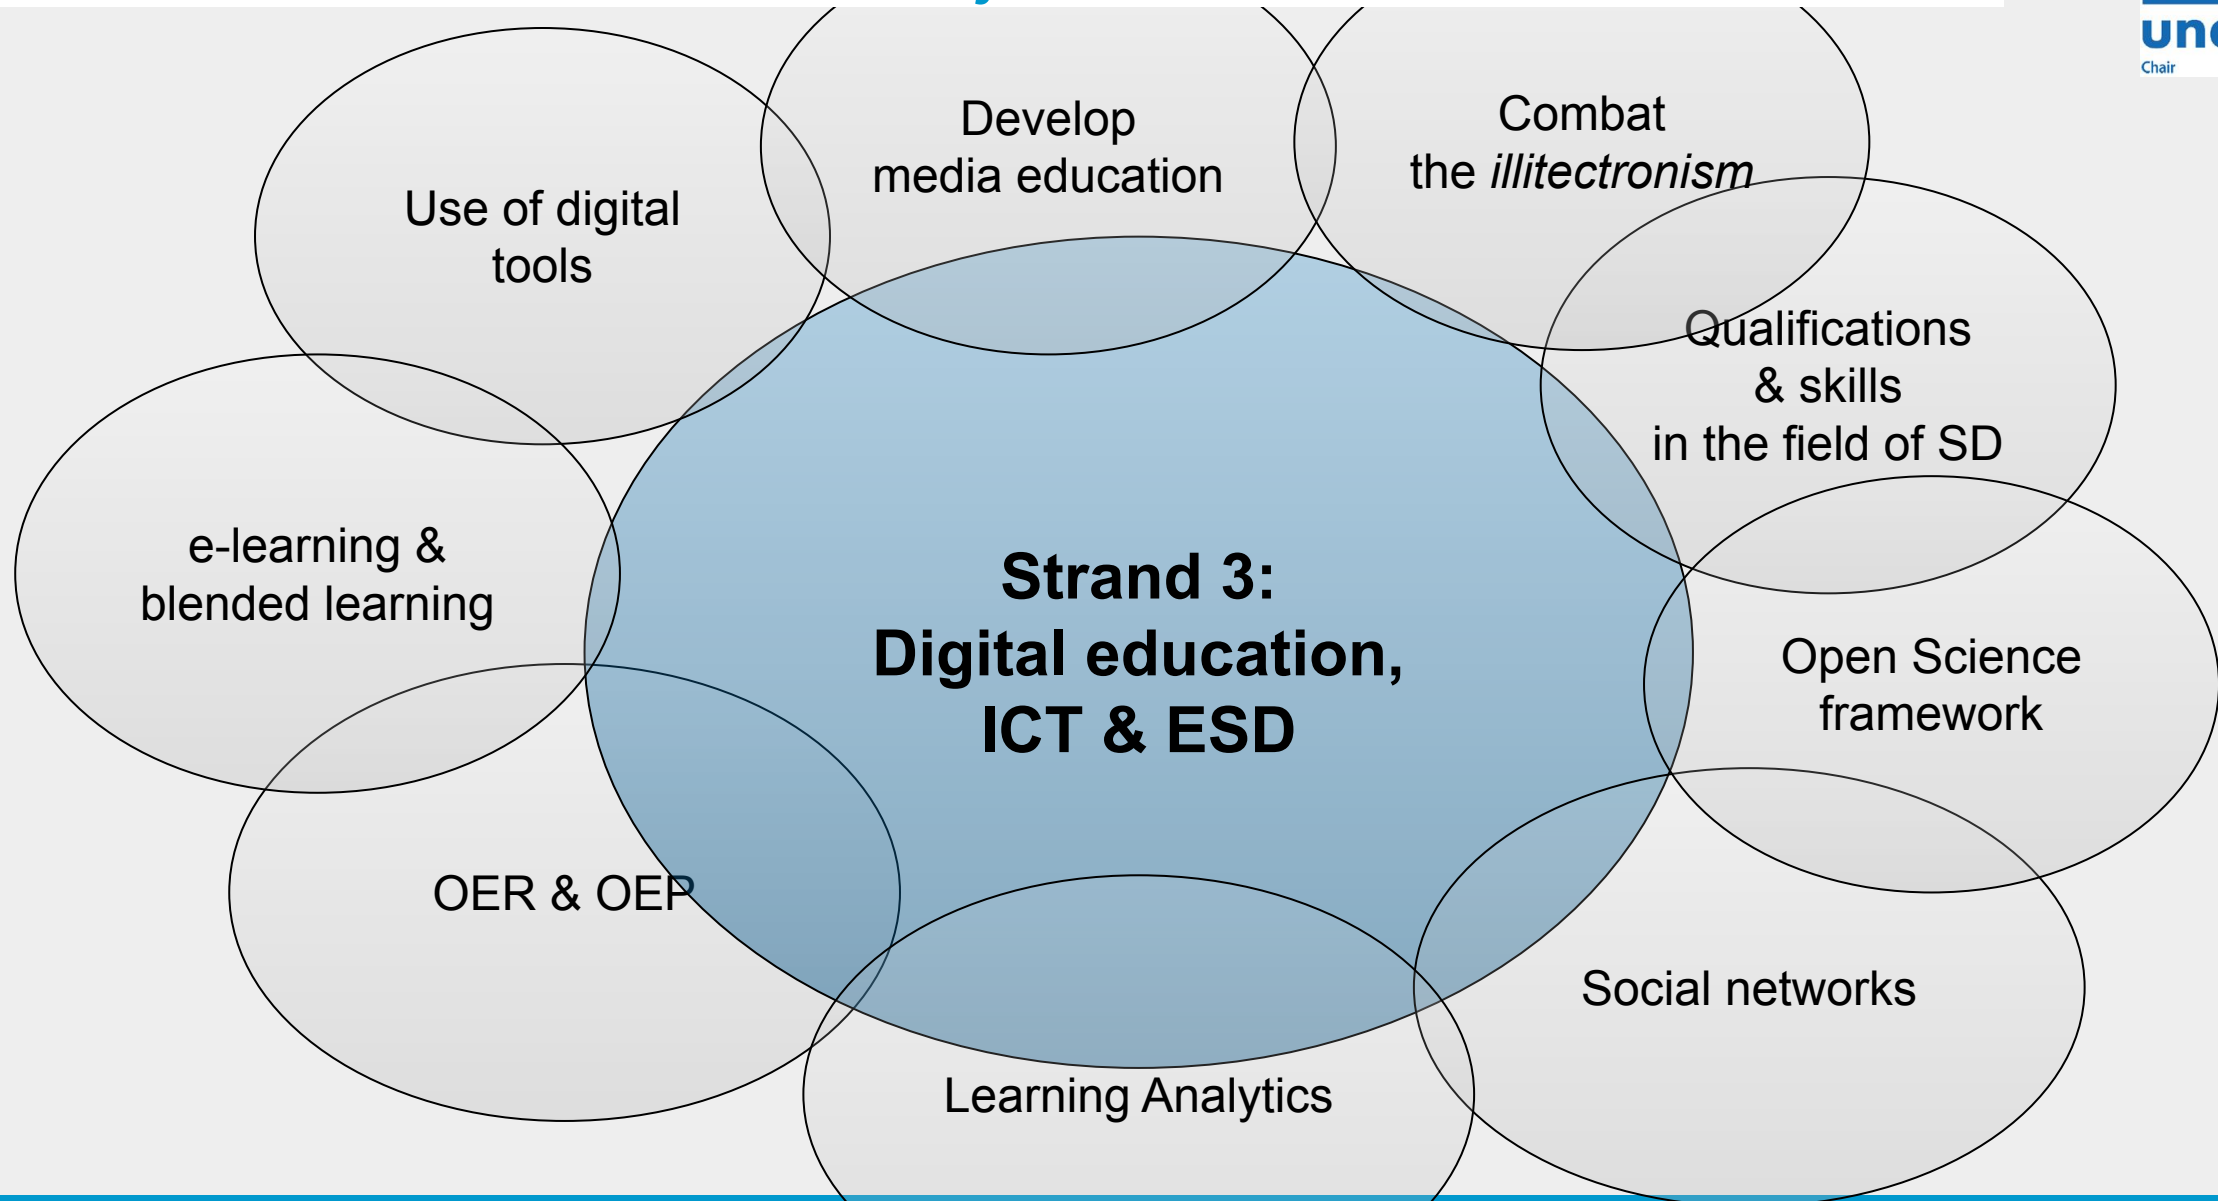 Chair
Develop
media education
Combat
the illitectronism
Use of digital
tools
Qualifications
& skills
in the field of SD
e-learning &
blended learning
Strand 3:
Digital education,
ICT & ESD
Open Science
framework
OER & OEP
Social networks
Learning Analytics